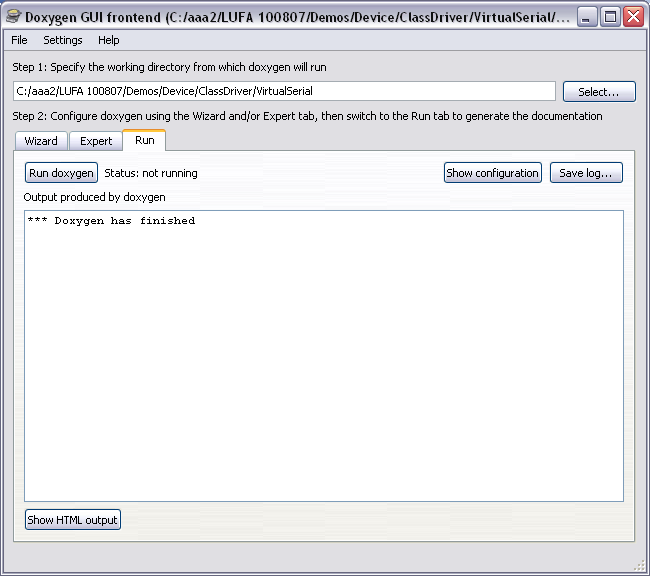 Doxygen GUI frontend (C:/aaa2/LUFA 100807/Demos/Device/ClassDriver/VirtualSerial/...
File Settings Help
Step 1: Specify the working directory from which doxygen will run
C:/aaa2/LUFA 100807/Demos/Device/ClassDriver/VirtualSerial Select...
Step 2: Configure doxygen using the Wizard and/or Expert tab, then switch to the Run tab to generate the documentation
Wizard Expert Run
Run doxygen Status: not running Show configuration Save log...
Output produced by doxygen
*** Doxygen has finished
Show HTML output